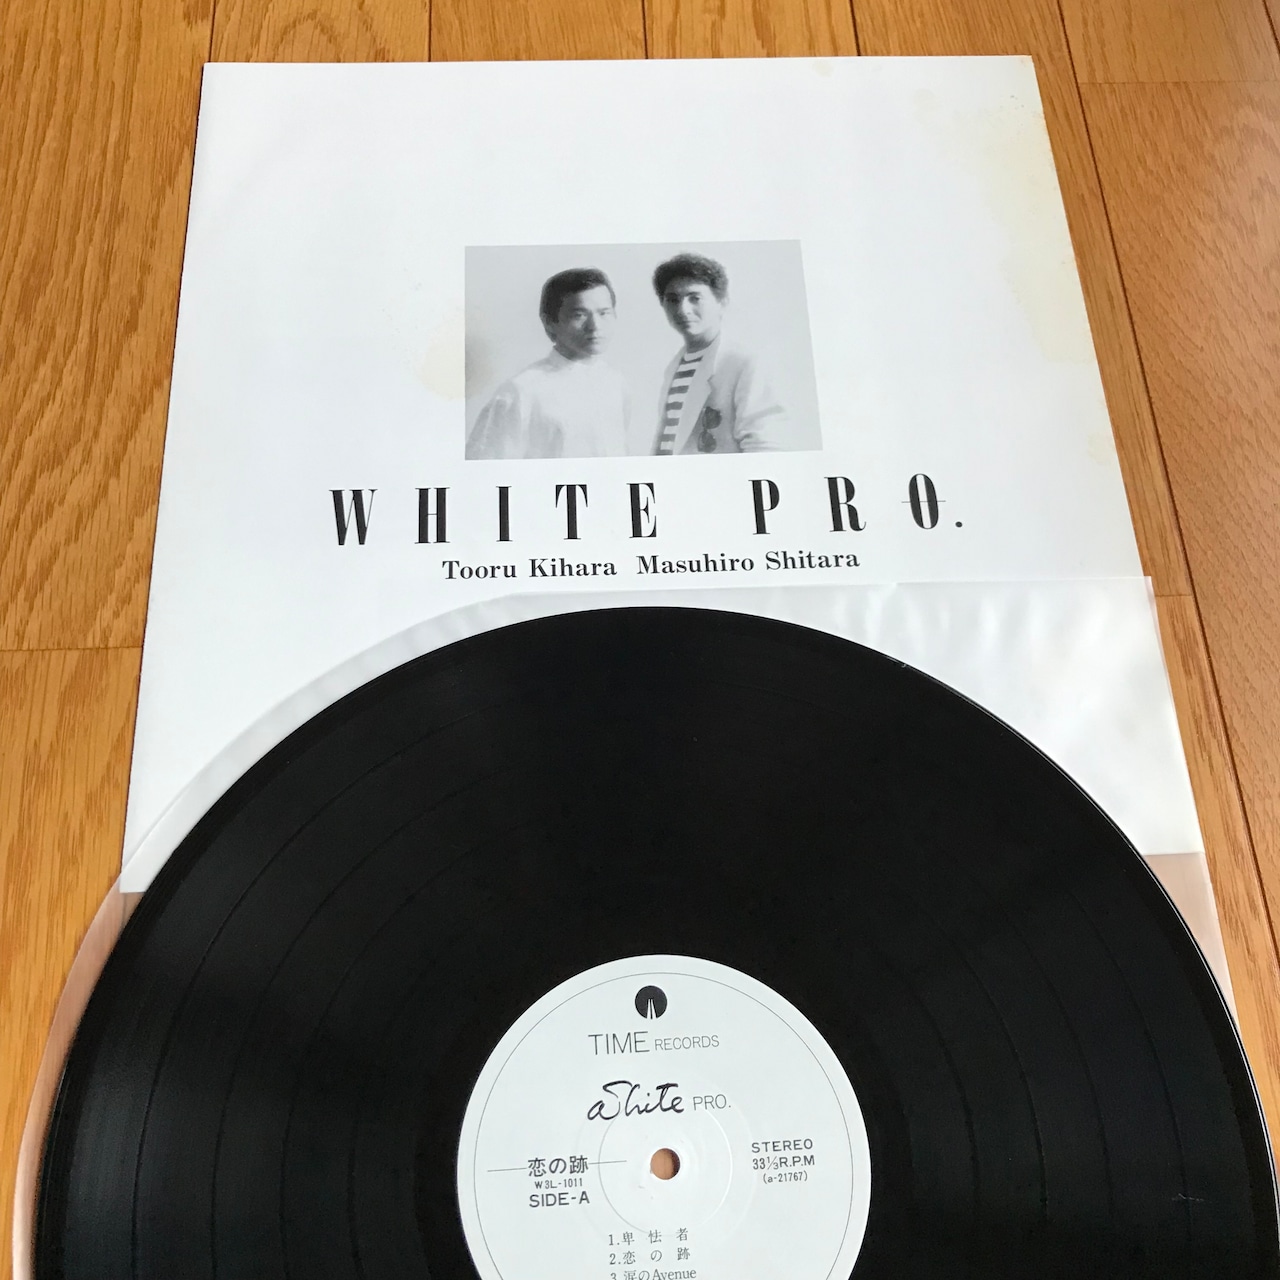 WHITE PRO.
Tooru Kihara Masuhiro Shitara
TIME RECORDS
White PRO.
恋の跡
W3L-1011
SIDE-A
STEREO
33⅓R.P.M
(a-21767)
1.卑怯者
2.恋の跡
3.涙のAvenue